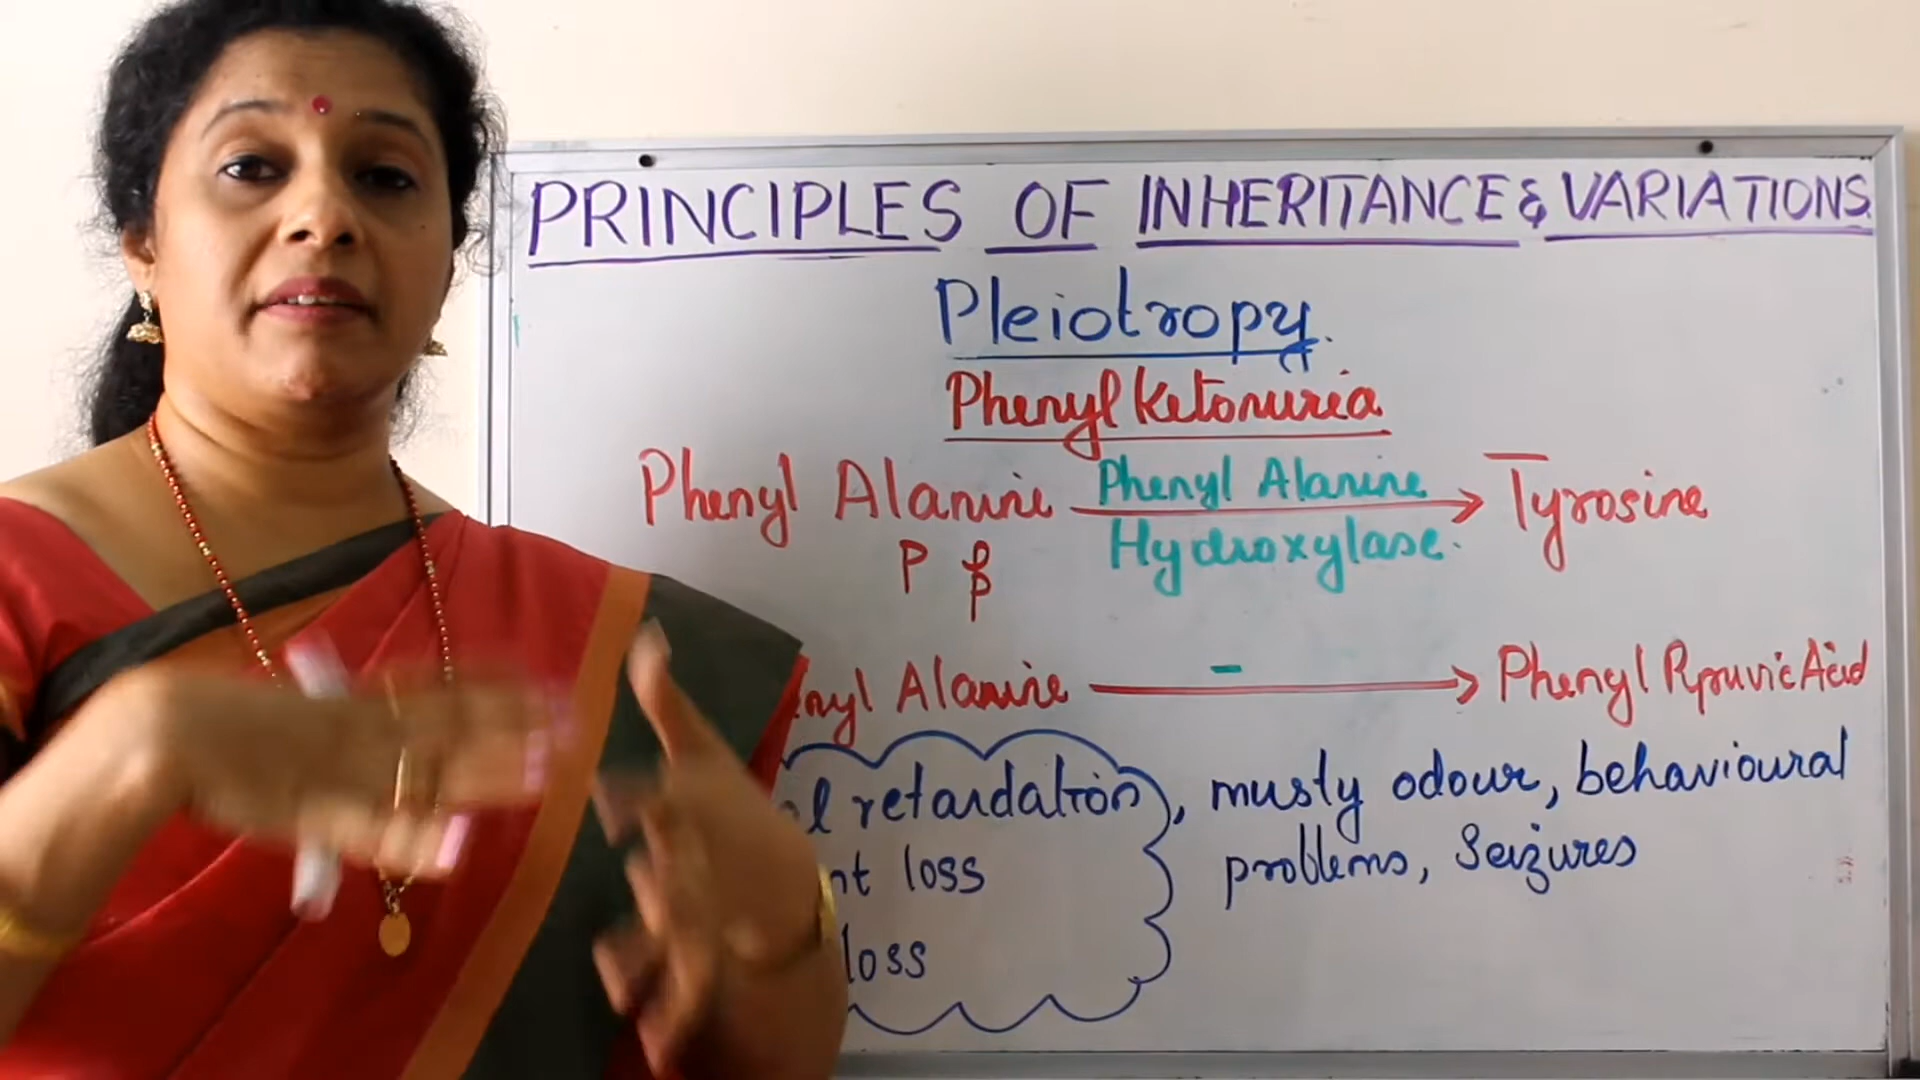 PRINCIPLES OF INHERITANCE & VARIATIONS
Pleiotropy
Phenyl Ketonuria
Phenyl Alanine Phenyl Alanine Hydroxylase. Tyrosine
P
Alanine - Phenyl Ppruvic Acid
retardation, musty odour, behavioural
loss problems, Seizures
loss